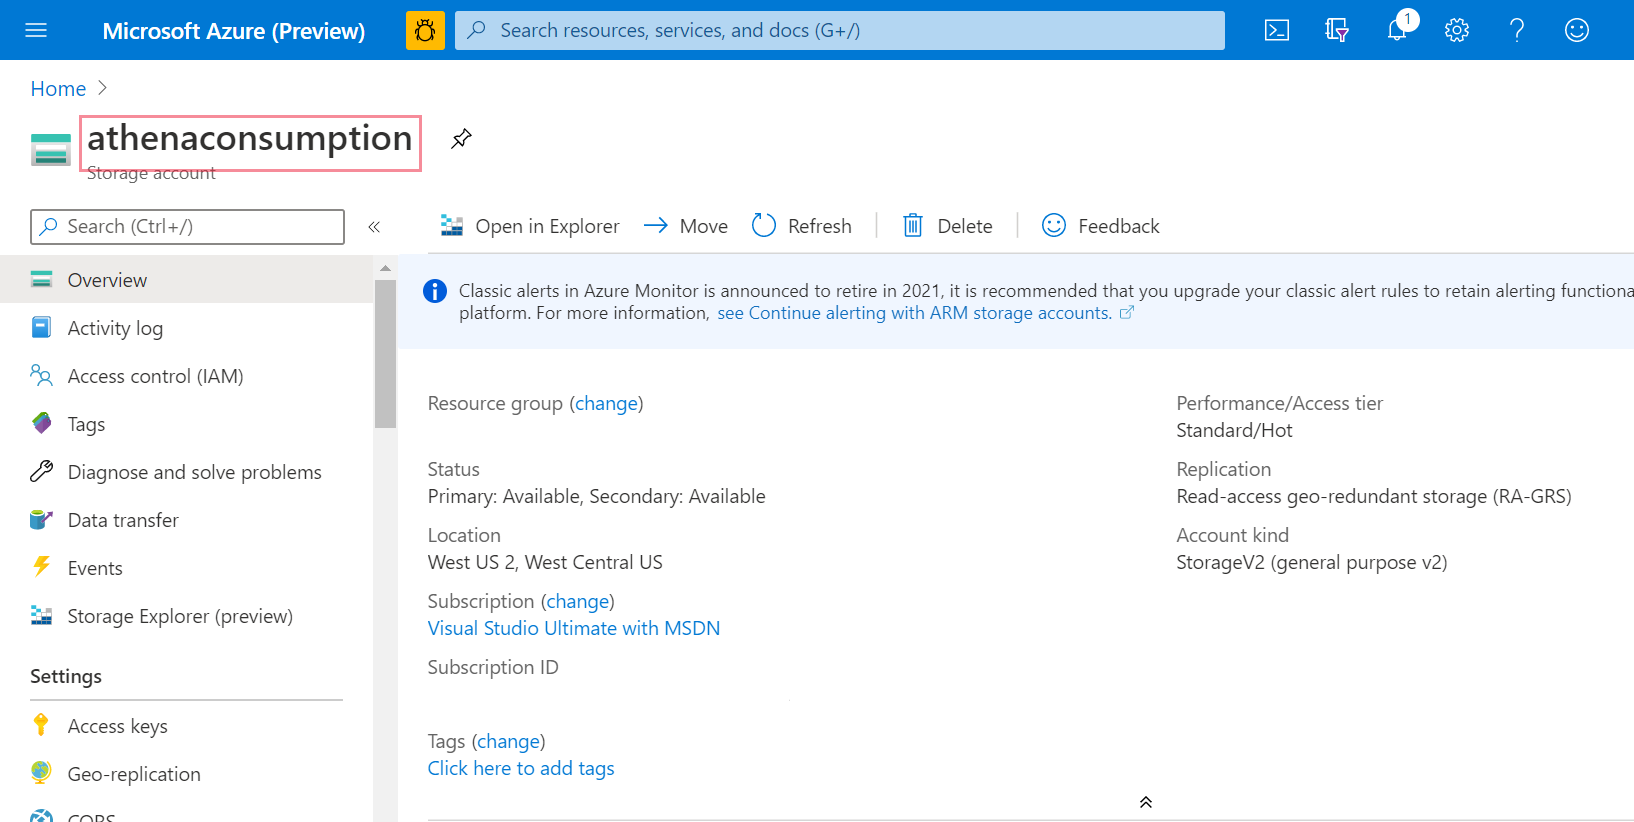 Microsoft Azure (Preview)
Search resources, services, and docs (G+/)
1
Home
athenaconsumption
Storage account
Search (Ctrl+/)
Open in Explorer
Move
Refresh
Delete
Feedback
Overview
Activity log
Access control (IAM)
Tags
Diagnose and solve problems
Data transfer
Events
Storage Explorer (preview)
Settings
Access keys
Geo-replication
CORS
Classic alerts in Azure Monitor is announced to retire in 2021, it is recommended that you upgrade your classic alert rules to retain alerting functiona
platform. For more information, see Continue alerting with ARM storage accounts.
Resource group (change)
Status
Primary: Available, Secondary: Available
Location
West US 2, West Central US
Subscription (change)
Visual Studio Ultimate with MSDN
Subscription ID
Tags (change)
Click here to add tags
Performance/Access tier
Standard/Hot
Replication
Read-access geo-redundant storage (RA-GRS)
Account kind
StorageV2 (general purpose v2)